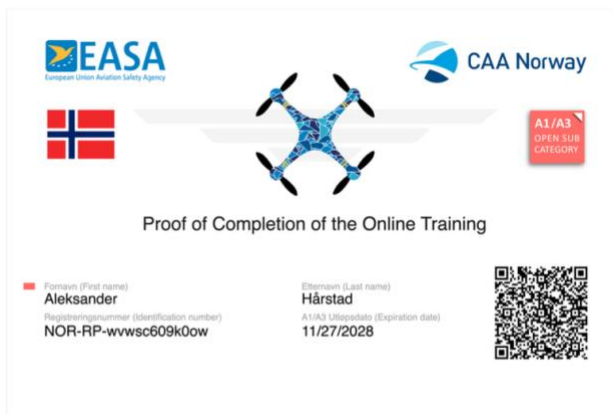 EASA
European Union Aviation Safety Agency
CAA Norway
A1/A3
OPEN SUB
CATEGORY
Proof of Completion of the Online Training
Fornavn (First name)
Aleksander
Etternavn (Last name)
Hårstad
Registreringsnummer (Identification number)
NOR-RP-wvwsc609k0ow
A1/A3 Utløpsdato (Expiration date)
11/27/2028